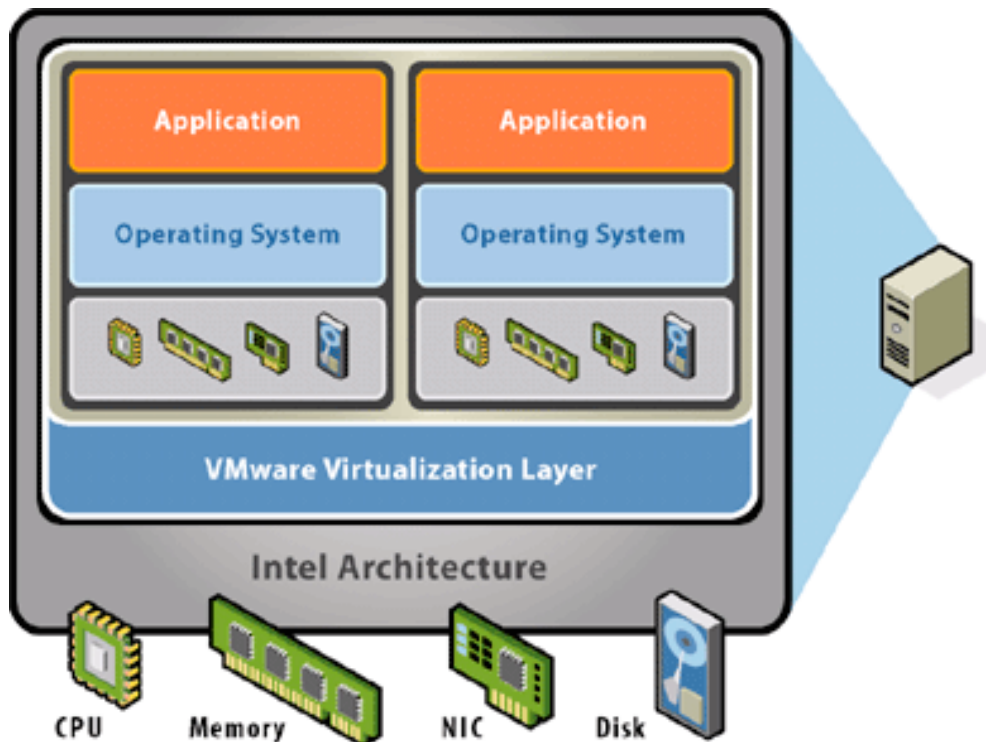 Application
Application
Operating System
Operating System
VMware Virtualization Layer
Intel Architecture
CPU
Memory
NIC
Disk